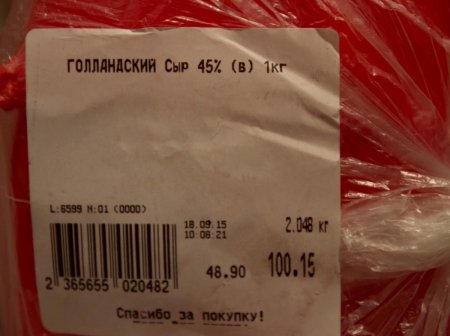 ГОЛЛАНДСКИЙ Сыр 45% (в) 1кг
L:6599 M:01 (0000)
18.09.15 2.048 кг
10:06:21
48.90 100.15
2 365655 020482
Спасибо за покупку!